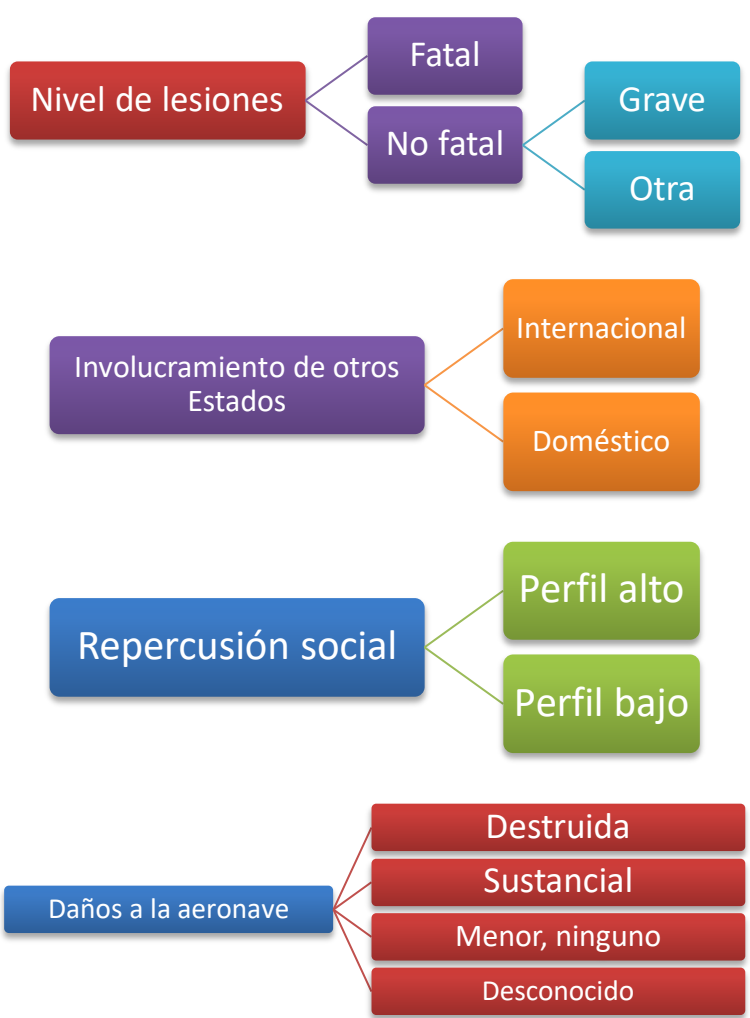 Nivel de lesiones
Fatal
No fatal
Grave
Otra
Involucramiento de otros
Estados
Internacional
Doméstico
Repercusión social
Perfil alto
Perfil bajo
Daños a la aeronave
Destruida
Sustancial
Menor, ninguno
Desconocido